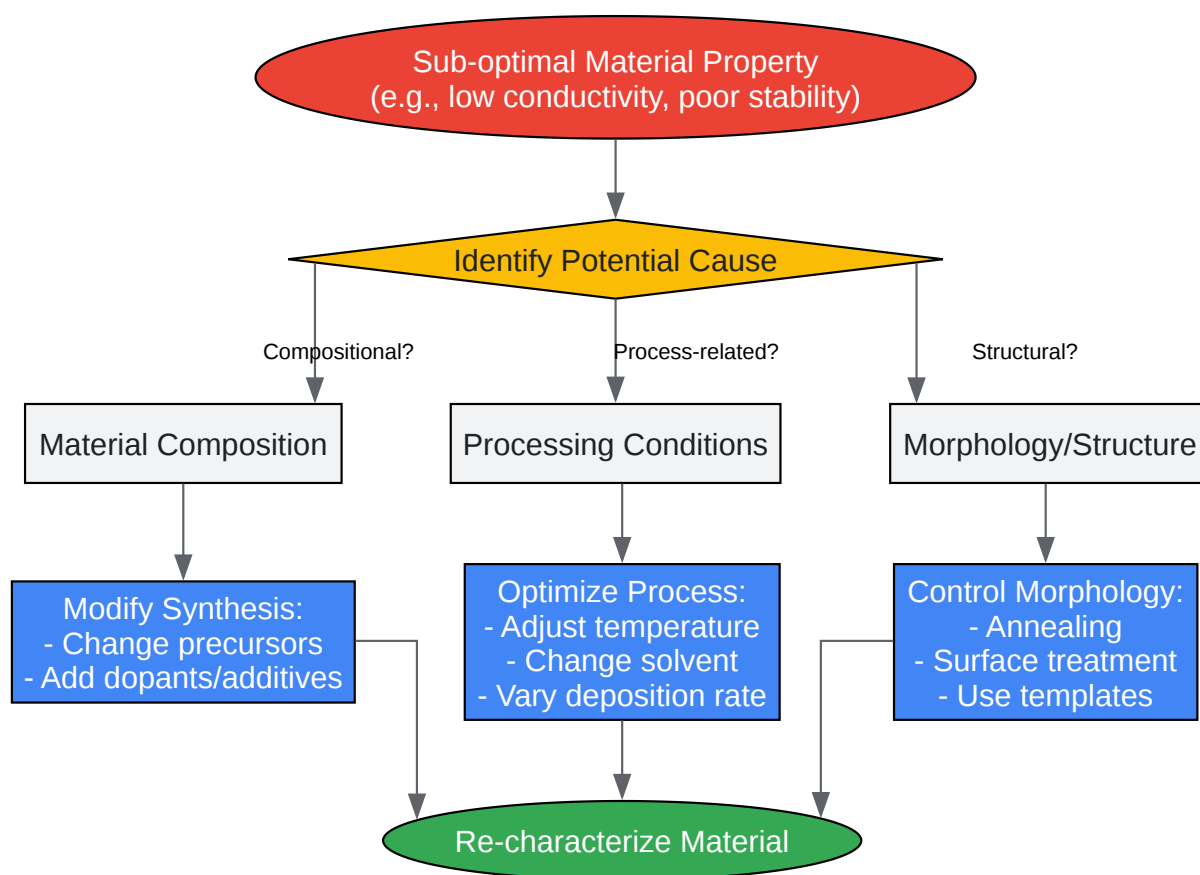 Sub-optimal Material Property
(e.g., low conductivity, poor stability)
Identify Potential Cause
Compositional?
Process-related?
Structural?
Material Composition
Processing Conditions
Morphology/Structure
Modify Synthesis:
- Change precursors
- Add dopants/additives
Optimize Process:
- Adjust temperature
- Change solvent
- Vary deposition rate
Control Morphology:
- Annealing
- Surface treatment
- Use templates
Re-characterize Material